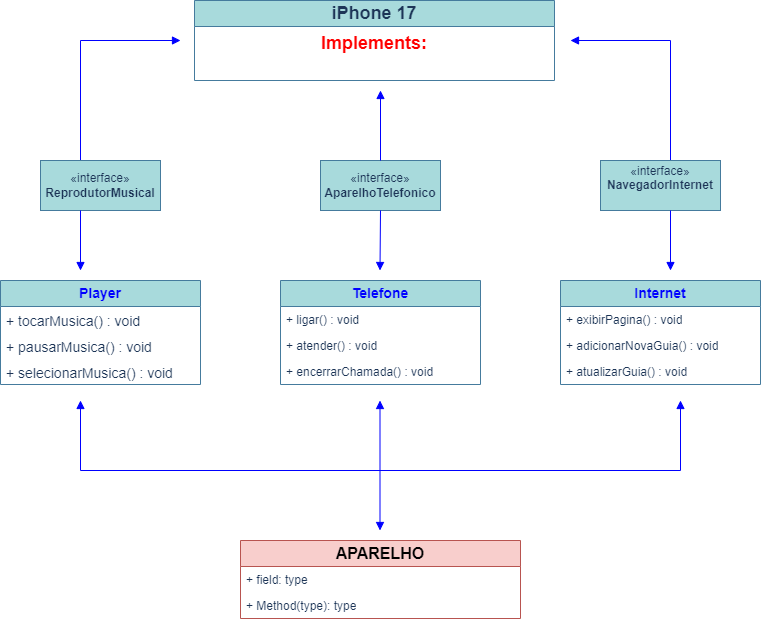 iPhone 17
Implements:
«interface»
ReprodutorMusical
«interface»
AparelhoTelefonico
«interface»
NavegadorInternet
Player
+ tocarMusica() : void
+ pausarMusica() : void
+ selecionarMusica() : void
Telefone
+ ligar() : void
+ atender() : void
+ encerrarChamada() : void
Internet
+ exibirPagina() : void
+ adicionarNovaGuia() : void
+ atualizarGuia() : void
APARELHO
+ field: type
+ Method(type): type